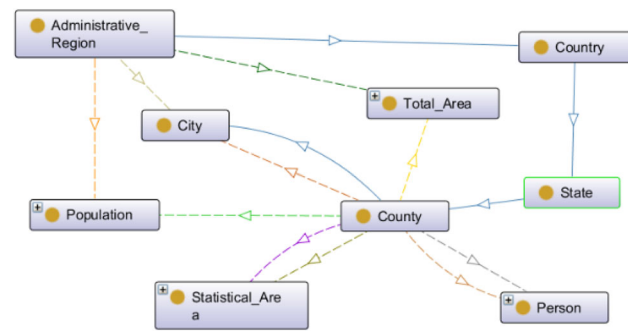 Administrative_
Region
Country
Total_Area
City
State
Population
County
Statistical_Are
a
Person